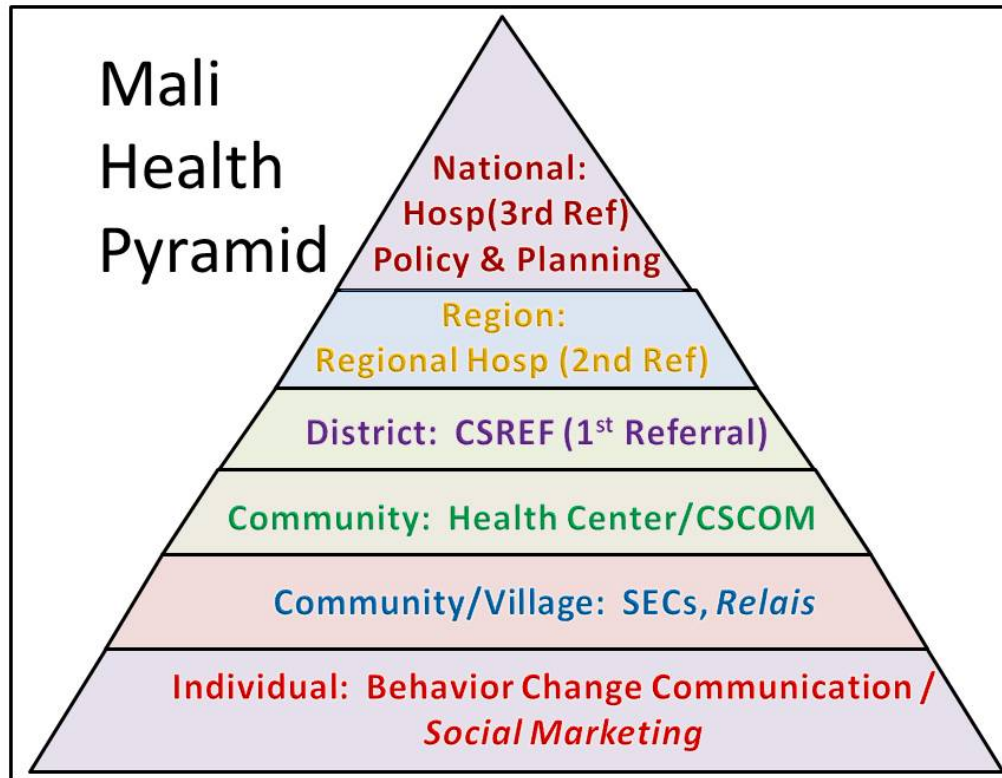 Mali
Health
Pyramid
National:
Hosp(3rd Ref)
Policy & Planning
Region:
Regional Hosp (2nd Ref)
District: CSREF (1st Referral)
Community: Health Center/CSCOM
Community/Village: SECs, Relais
Individual: Behavior Change Communication /
Social Marketing